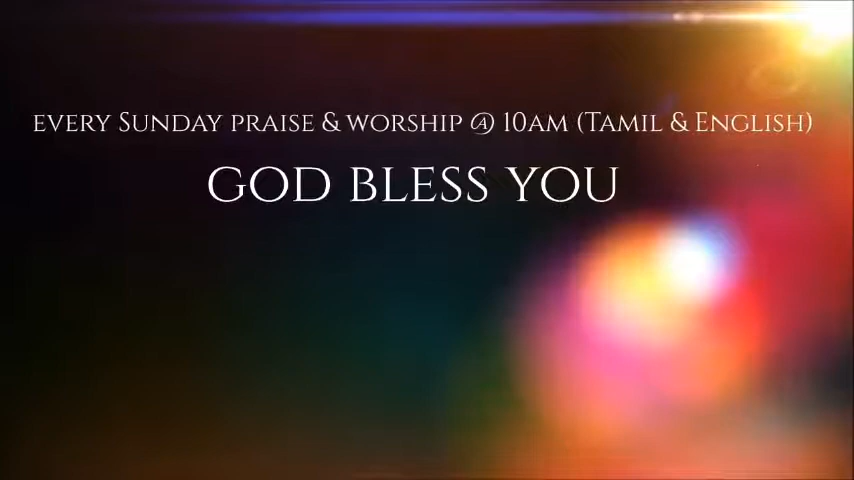 EVERY SUNDAY PRAISE & WORSHIP @ 10AM (TAMIL & ENGLISH)
GOD BLESS YOU